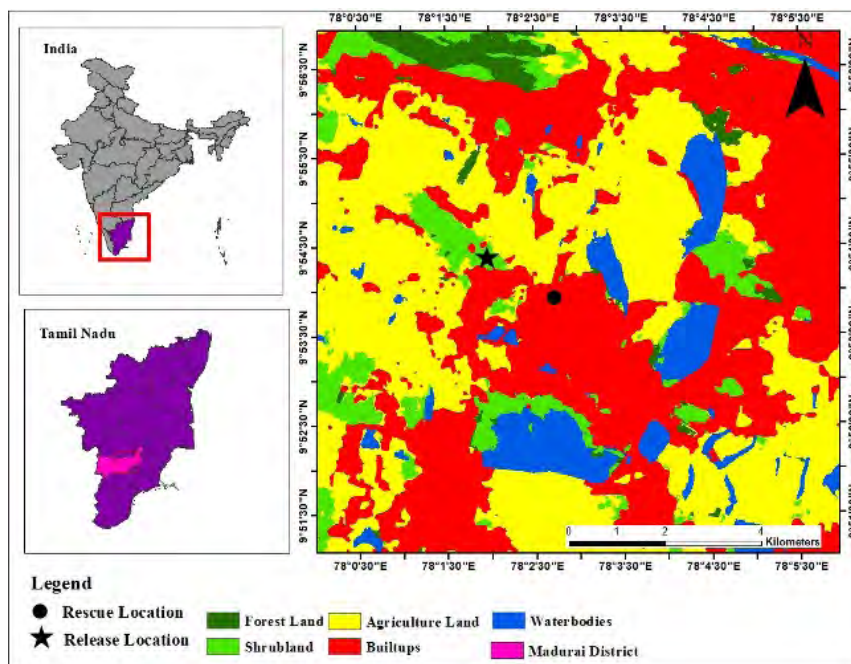 India
Tamil Nadu
78°0'30"E 78°1'30"E 78°2'30"E 78°3'30"E 78°4'30"E 78°5'30"E
N
9°56'30"N
9°55'30"N
9°54'30"N
9°53'30"N
9°52'30"N
9°51'30"N
0 1 2 4
Kilometers
78°0'30"E 78°1'30"E 78°2'30"E 78°3'30"E 78°4'30"E 78°5'30"E
Legend
Rescue Location
Release Location
Forest Land Agriculture Land Waterbodies
Shrubland Builtups Madurai District